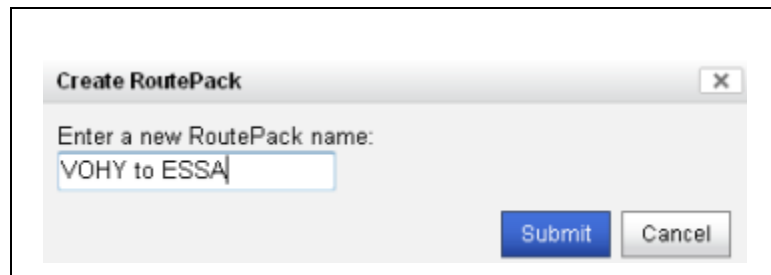 Create RoutePack
Enter a new RoutePack name:
VOHY to ESSA
Submit Cancel